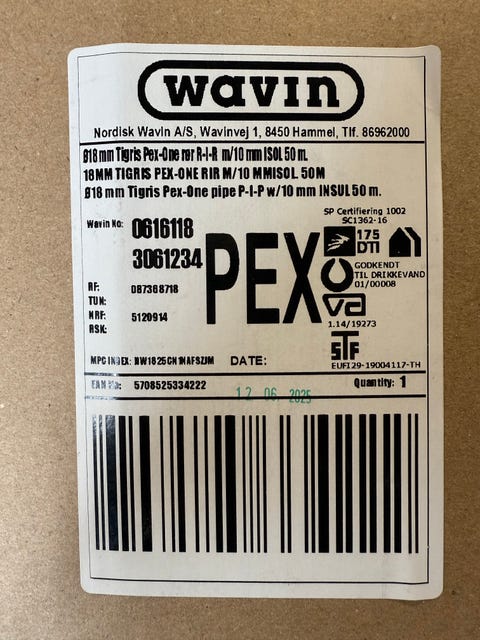 wavin
Nordisk Wavin A/S, Wavinvej 1, 8450 Hammel, Tlf. 86962000
Ø18 mm Tigris Pex-One rør R-I-R m/10 mm ISOL 50 m.
18MM TIGRIS PEX-ONE RIR M/10 MMISOL 50M
Ø18 mm Tigris Pex-One pipe P-I-P w/10 mm INSUL 50 m.
Wavin No: 0616118
3061234
PEX
SP Certifiering 1002
SC1362-16
175
DTI
GODKENDT
TIL DRIKKEVAND
01/00008
va
1.14/19273
STF
EUFI29-19004117-TH
RF: 087368718
TUN:
NRF: 5120914
RSK:
MPC INDEX: DATE:
EAN No: 5708525334222 Quantity: 1
12 06. 2025